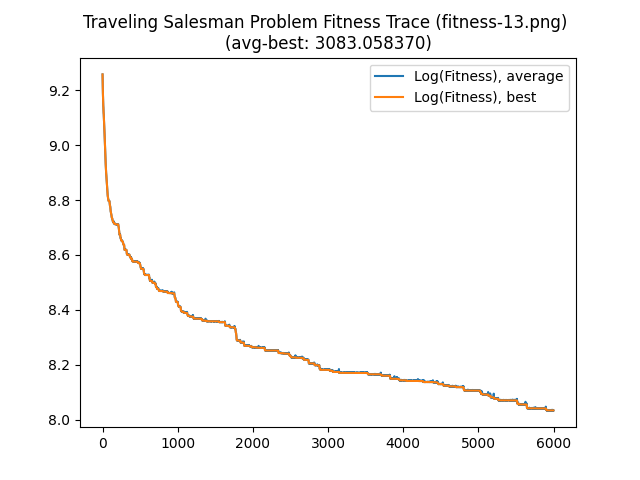 Traveling Salesman Problem Fitness Trace (fitness-13.png)
(avg-best: 3083.058370)
Log(Fitness), average
Log(Fitness), best
9.2
9.0
8.8
8.6
8.4
8.2
8.0
0 1000 2000 3000 4000 5000 6000